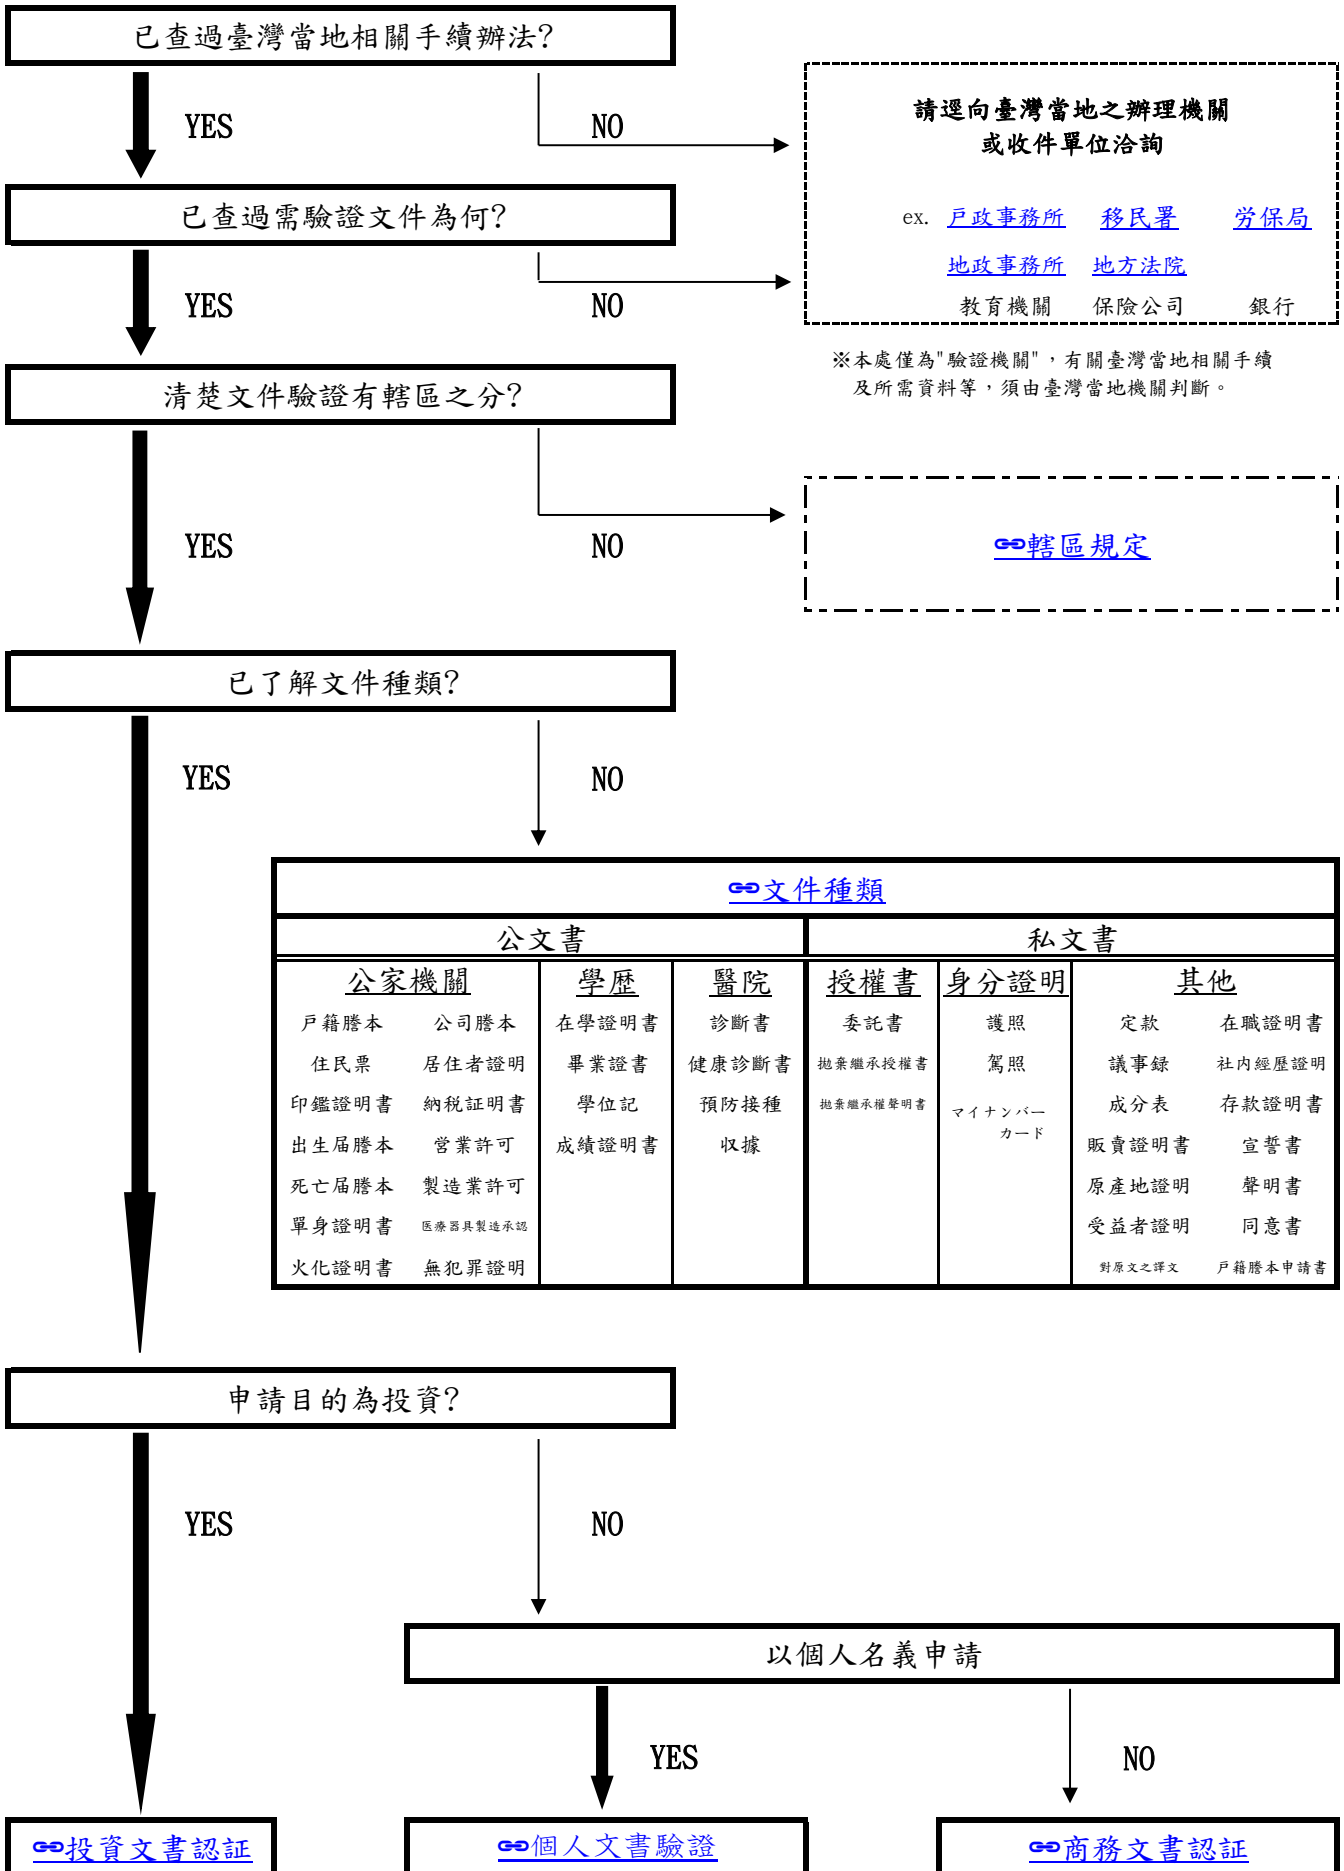 已查過臺灣當地相關手續辦法?
YES
NO
請逕向臺灣當地之辦理機關
或收件單位洽詢
ex. 戸政事務所 移民署 労保局
地政事務所 地方法院
教育機關 保險公司 銀行
已查過需驗證文件為何?
YES
NO
※本處僅為"驗證機關"，有關臺灣當地相關手續
及所需資料等，須由臺灣當地機關判斷。
清楚文件驗證有轄區之分?
YES
NO
轄區規定
已了解文件種類?
YES
NO
文件種類
公文書 私文書
公家機關 學歷 醫院 授權書 身分證明 其他
戸籍謄本 公司謄本 在學證明書 診斷書 委託書 護照 定款 在職證明書
住民票 居住者證明 畢業證書 健康診斷書 拋棄繼承授權書 駕照 議事録 社內經歷證明
印鑑證明書 納税証明書 學位記 預防接種 拋棄繼承權聲明書 マイナンバー 成分表 存款證明書
カード
出生届謄本 営業許可 成績證明書 収據 販賣證明書 宣誓書
死亡届謄本 製造業許可 原產地證明 聲明書
單身證明書 医療器具製造承認 受益者證明 同意書
火化證明書 無犯罪證明 對原文之譯文 戸籍謄本申請書
申請目的為投資?
YES
NO
以個人名義申請
YES
NO
投資文書認証
個人文書驗證
商務文書認証